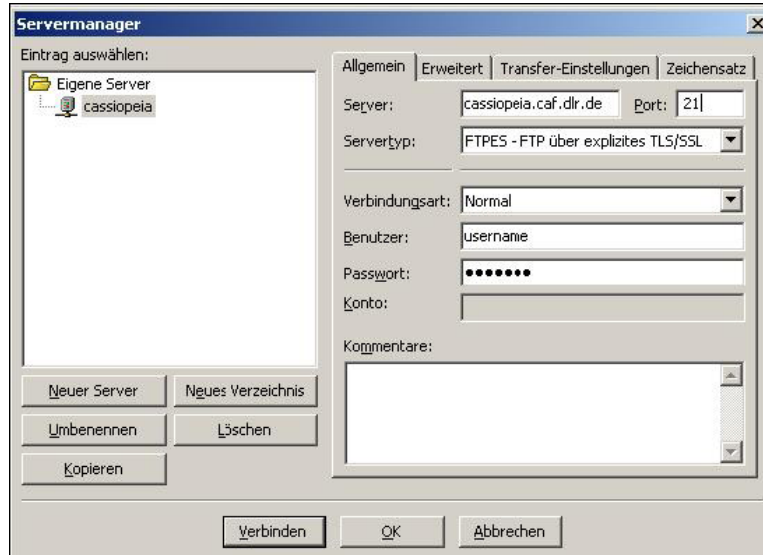 Servermanager
Eintrag auswählen:
Eigene Server
cassiopeia
Neuer Server
Neues Verzeichnis
Umbenennen
Löschen
Kopieren
Allgemein
Erweitert
Transfer-Einstellungen
Zeichensatz
Server:
cassiopeia.caf.dlr.de
Port:
21
Servertyp:
FTPES - FTP über explizites TLS/SSL
Verbindungsart:
Normal
Benutzer:
username
Passwort:
●●●●●●●
Konto:
Kommentare:
Verbinden
OK
Abbrechen